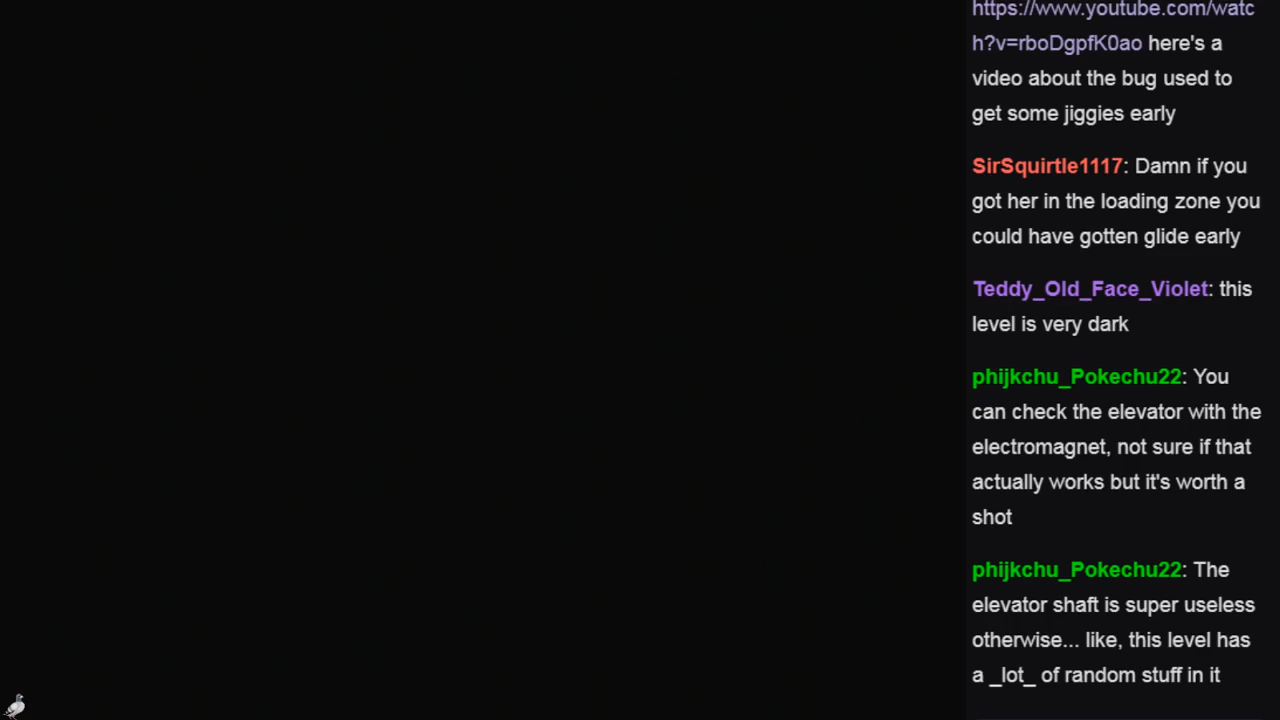 https://www.youtube.com/watc
h?v=rboDgpfK0ao here's a
video about the bug used to
get some jiggies early
SirSquirtle1117: Damn if you
got her in the loading zone you
could have gotten glide early
Teddy_Old_Face_Violet: this
level is very dark
phijkchu_Pokechu22: You
can check the elevator with the
electromagnet, not sure if that
actually works but it's worth a
shot
phijkchu_Pokechu22: The
elevator shaft is super useless
otherwise... like, this level has
a _lot_ of random stuff in it